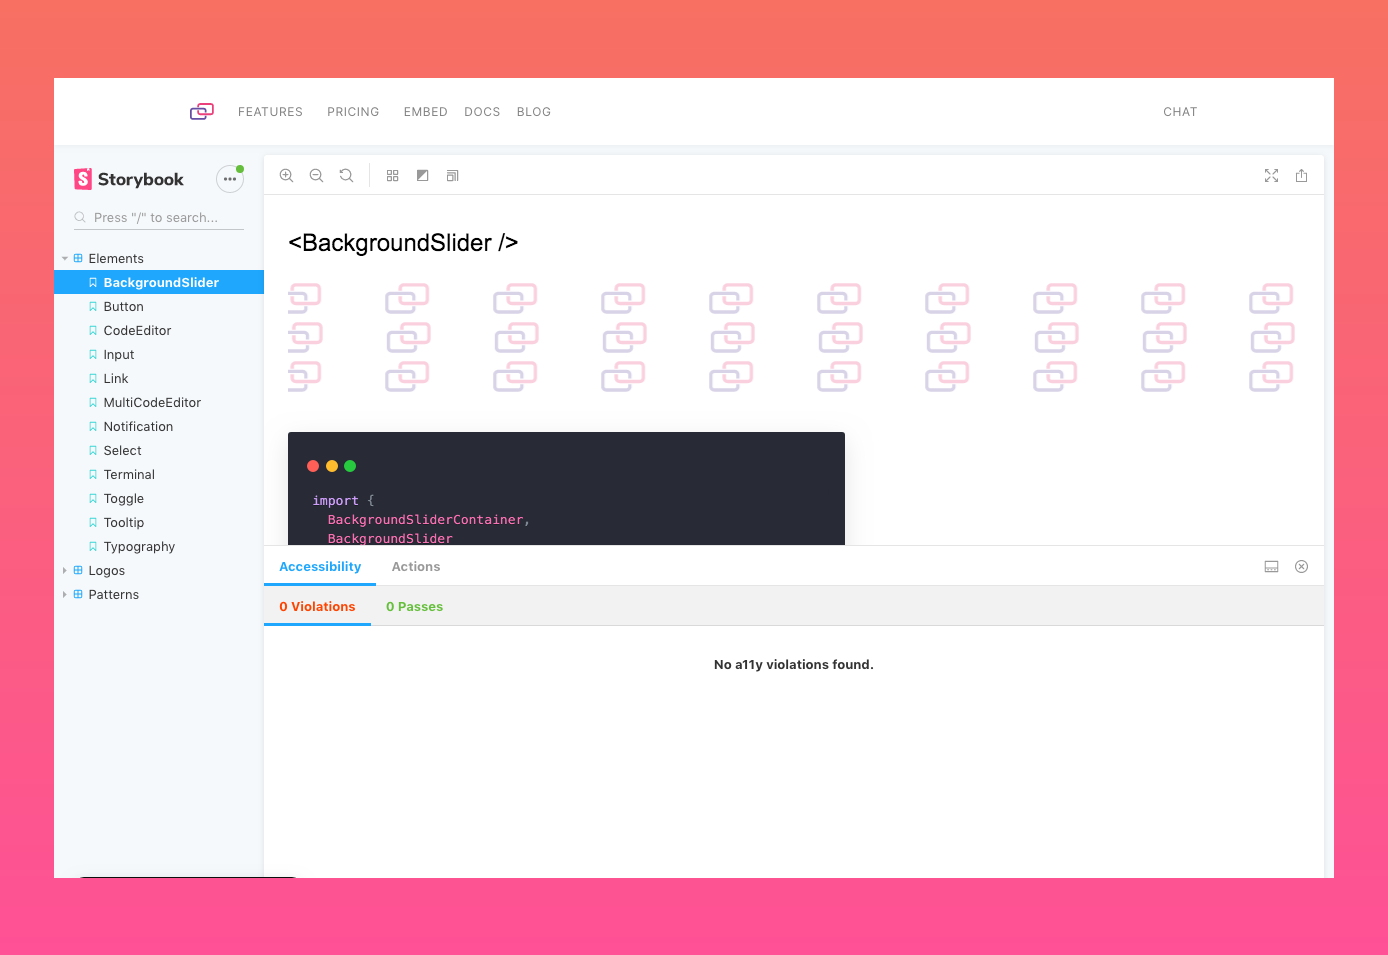 FEATURES PRICING EMBED DOCS BLOG CHAT
S Storybook
Press "/" to search...
Elements
BackgroundSlider
Button
CodeEditor
Input
Link
MultiCodeEditor
Notification
Select
Terminal
Toggle
Tooltip
Typography
Logos
Patterns
<BackgroundSlider />
import {
BackgroundSliderContainer,
BackgroundSlider
Accessibility Actions
0 Violations 0 Passes
No a11y violations found.